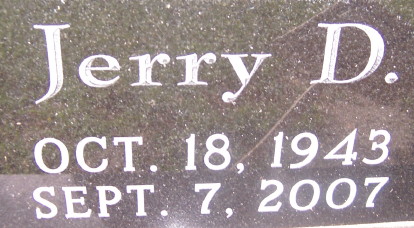 Jerry D.
OCT. 18, 1943
SEPT. 7, 2007